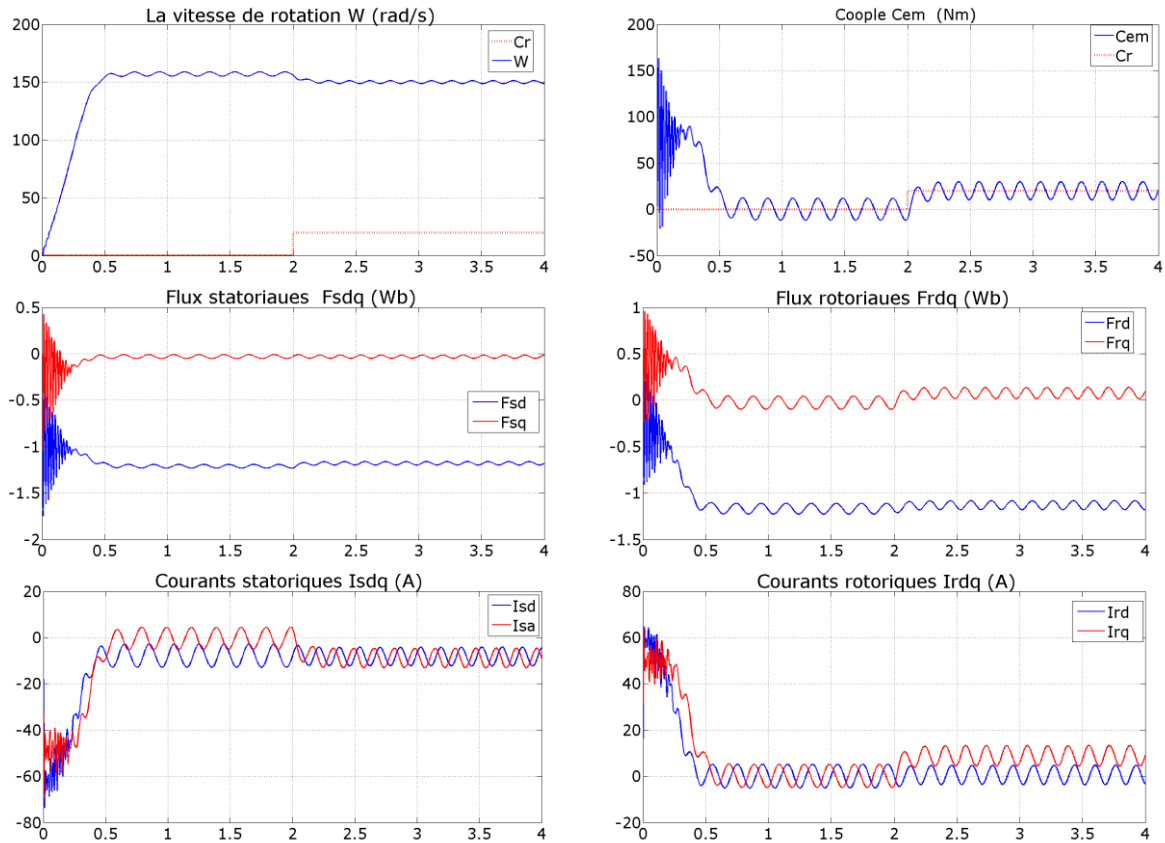 La vitesse de rotation W (rad/s)
200
150
100
50
0
0 0.5 1 1.5 2 2.5 3 3.5 4
Cr
W
Coople Cem (Nm)
200
150
100
50
0
-50
0 0.5 1 1.5 2 2.5 3 3.5 4
Cem
Cr
Flux statoriaues Fsdq (Wb)
0.5
0
-0.5
-1
-1.5
-2
0 0.5 1 1.5 2 2.5 3 3.5 4
Fsd
Fsq
Flux rotoriaues Frdq (Wb)
1
0.5
0
-0.5
-1
-1.5
0 0.5 1 1.5 2 2.5 3 3.5 4
Frd
Frq
Courants statoriques Isdq (A)
20
0
-20
-40
-60
-80
0 0.5 1 1.5 2 2.5 3 3.5 4
Isd
Isa
Courants rotoriques Irdq (A)
80
60
40
20
0
-20
0 0.5 1 1.5 2 2.5 3 3.5 4
Ird
Irq